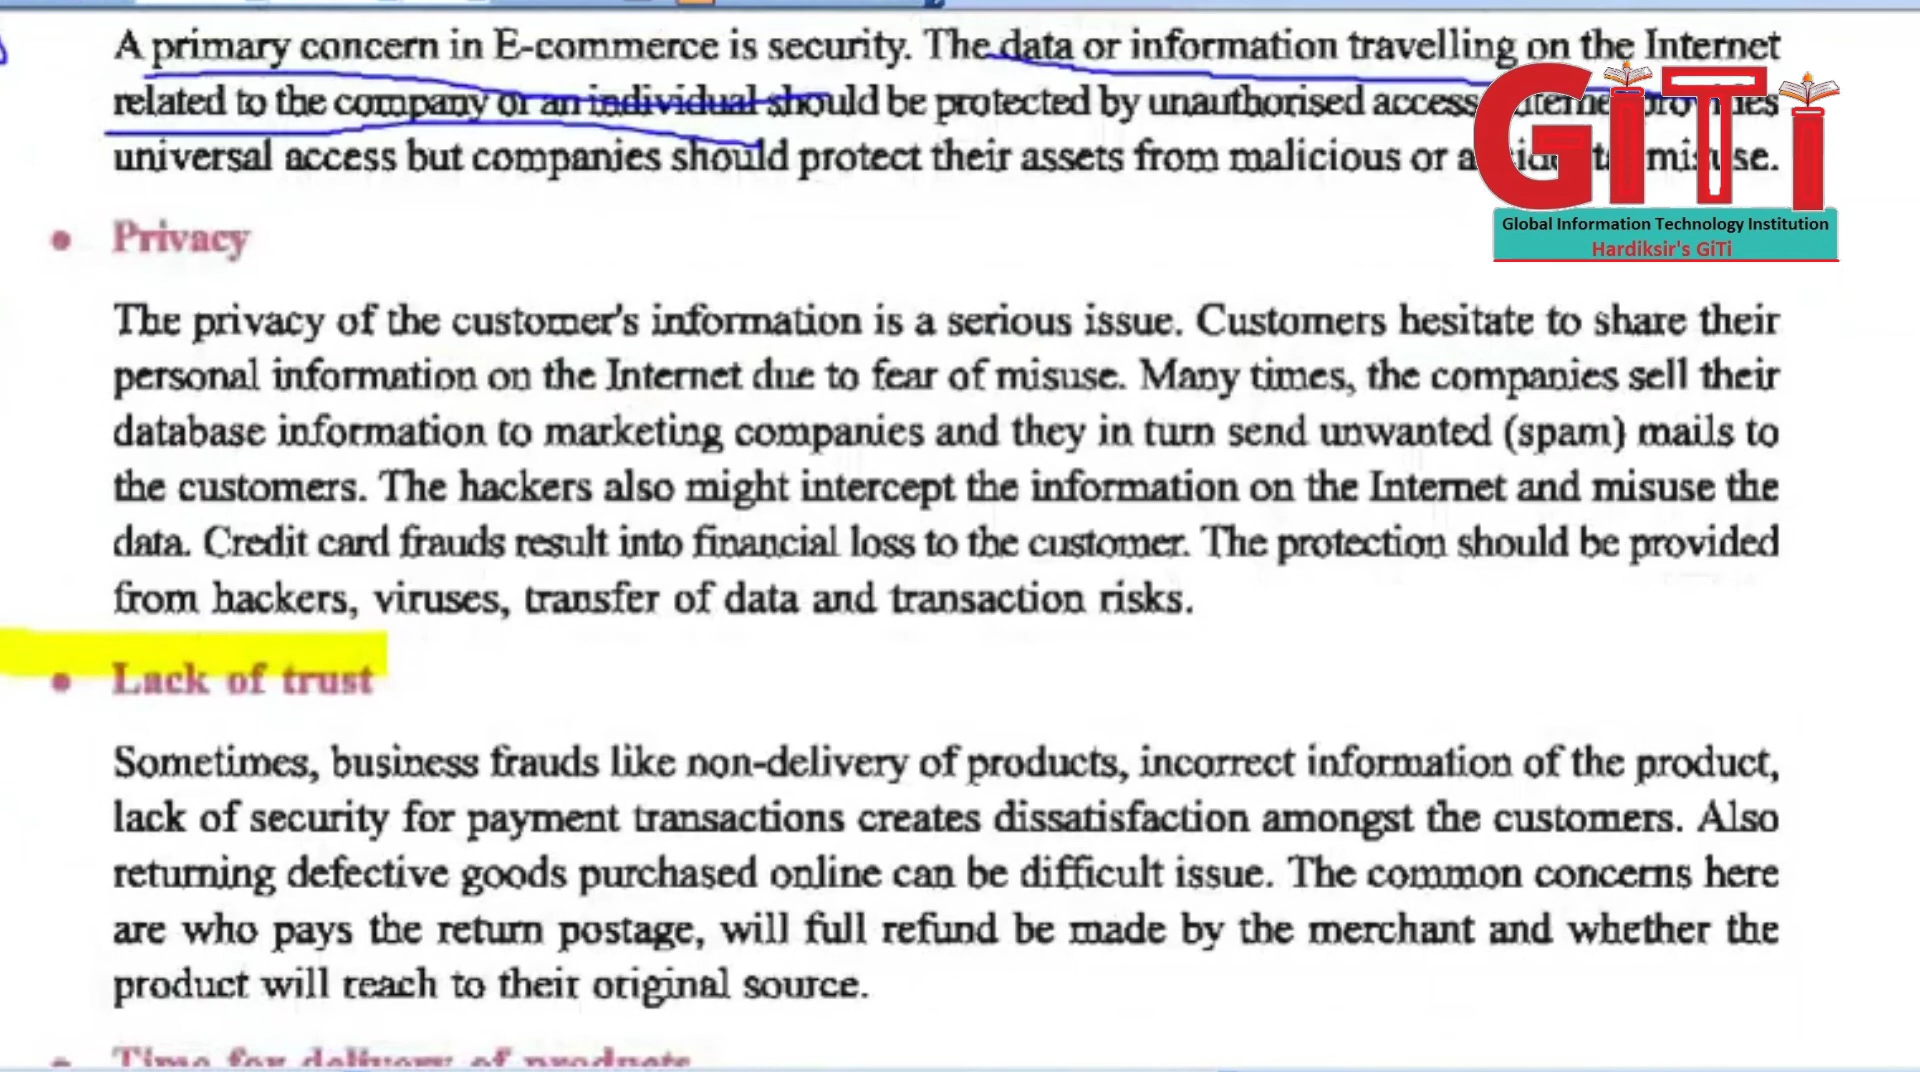 A primary concern in E-commerce is security. The data or information travelling on the Internet
related to the company or an individual should be protected by unauthorised access
universal access but companies should protect their assets from malicious or misuse.
GiTi
Global Information Technology Institution
Hardiksir's GiTi
• Privacy
The privacy of the customer's information is a serious issue. Customers hesitate to share their
personal information on the Internet due to fear of misuse. Many times, the companies sell their
database information to marketing companies and they in turn send unwanted (spam) mails to
the customers. The hackers also might intercept the information on the Internet and misuse the
data. Credit card frauds result into financial loss to the customer. The protection should be provided
from hackers, viruses, transfer of data and transaction risks.
• Lack of trust
Sometimes, business frauds like non-delivery of products, incorrect information of the product,
lack of security for payment transactions creates dissatisfaction amongst the customers. Also
returning defective goods purchased online can be difficult issue. The common concerns here
are who pays the return postage, will full refund be made by the merchant and whether the
product will reach to their original source.
• Time for delivery of products